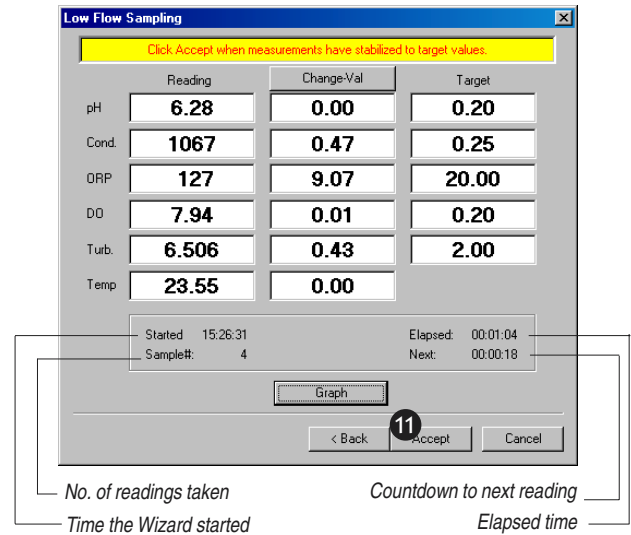 Low Flow Sampling
Click Accept when measurements have stabilized to target values.
Reading Change-Val Target
pH 6.28 0.00 0.20
Cond. 1067 0.47 0.25
ORP 127 9.07 20.00
DO 7.94 0.01 0.20
Turb. 6.506 0.43 2.00
Temp 23.55 0.00
Started 15:26:31 Elapsed: 00:01:04
Sample#: 4 Next: 00:00:18
Graph
11
< Back Accept Cancel
No. of readings taken Countdown to next reading
Time the Wizard started Elapsed time